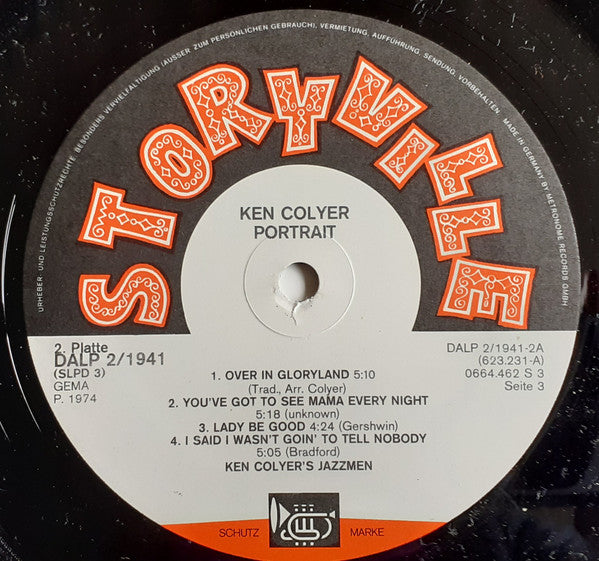 URHEBER- UND LEISTUNGSSCHUTZRECHTE, BESONDERS VERVIELFÄLTIGUNG (AUSSER ZUM PERSÖNLICHEN GEBRAUCH), VERMIETUNG, AUFFÜHRUNG, SENDUNG, VORBEHALTEN. MADE IN GERMANY BY METRONOME RECORDS GMBH
STORYVILLE
KEN COLYER
PORTRAIT
2. Platte
DALP 2/1941
(SLPD 3)
GEMA
P. 1974
DALP 2/1941-2A
(623.231-A)
0664.462 S 3
Seite 3
1. OVER IN GLORYLAND 5:10
(Trad., Arr. Colyer)
2. YOU'VE GOT TO SEE MAMA EVERY NIGHT
5:18 (unknown)
3. LADY BE GOOD 4:24 (Gershwin)
4. I SAID I WASN'T GOIN' TO TELL NOBODY
5:05 (Bradford)
KEN COLYER'S JAZZMEN
SCHUTZ MARKE